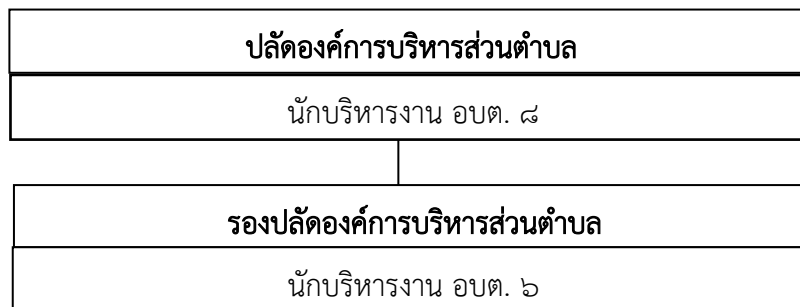 ปลัดองค์การบริหารส่วนตำบล
นักบริหารงาน อบต. ๘
รองปลัดองค์การบริหารส่วนตำบล
นักบริหารงาน อบต. ๖